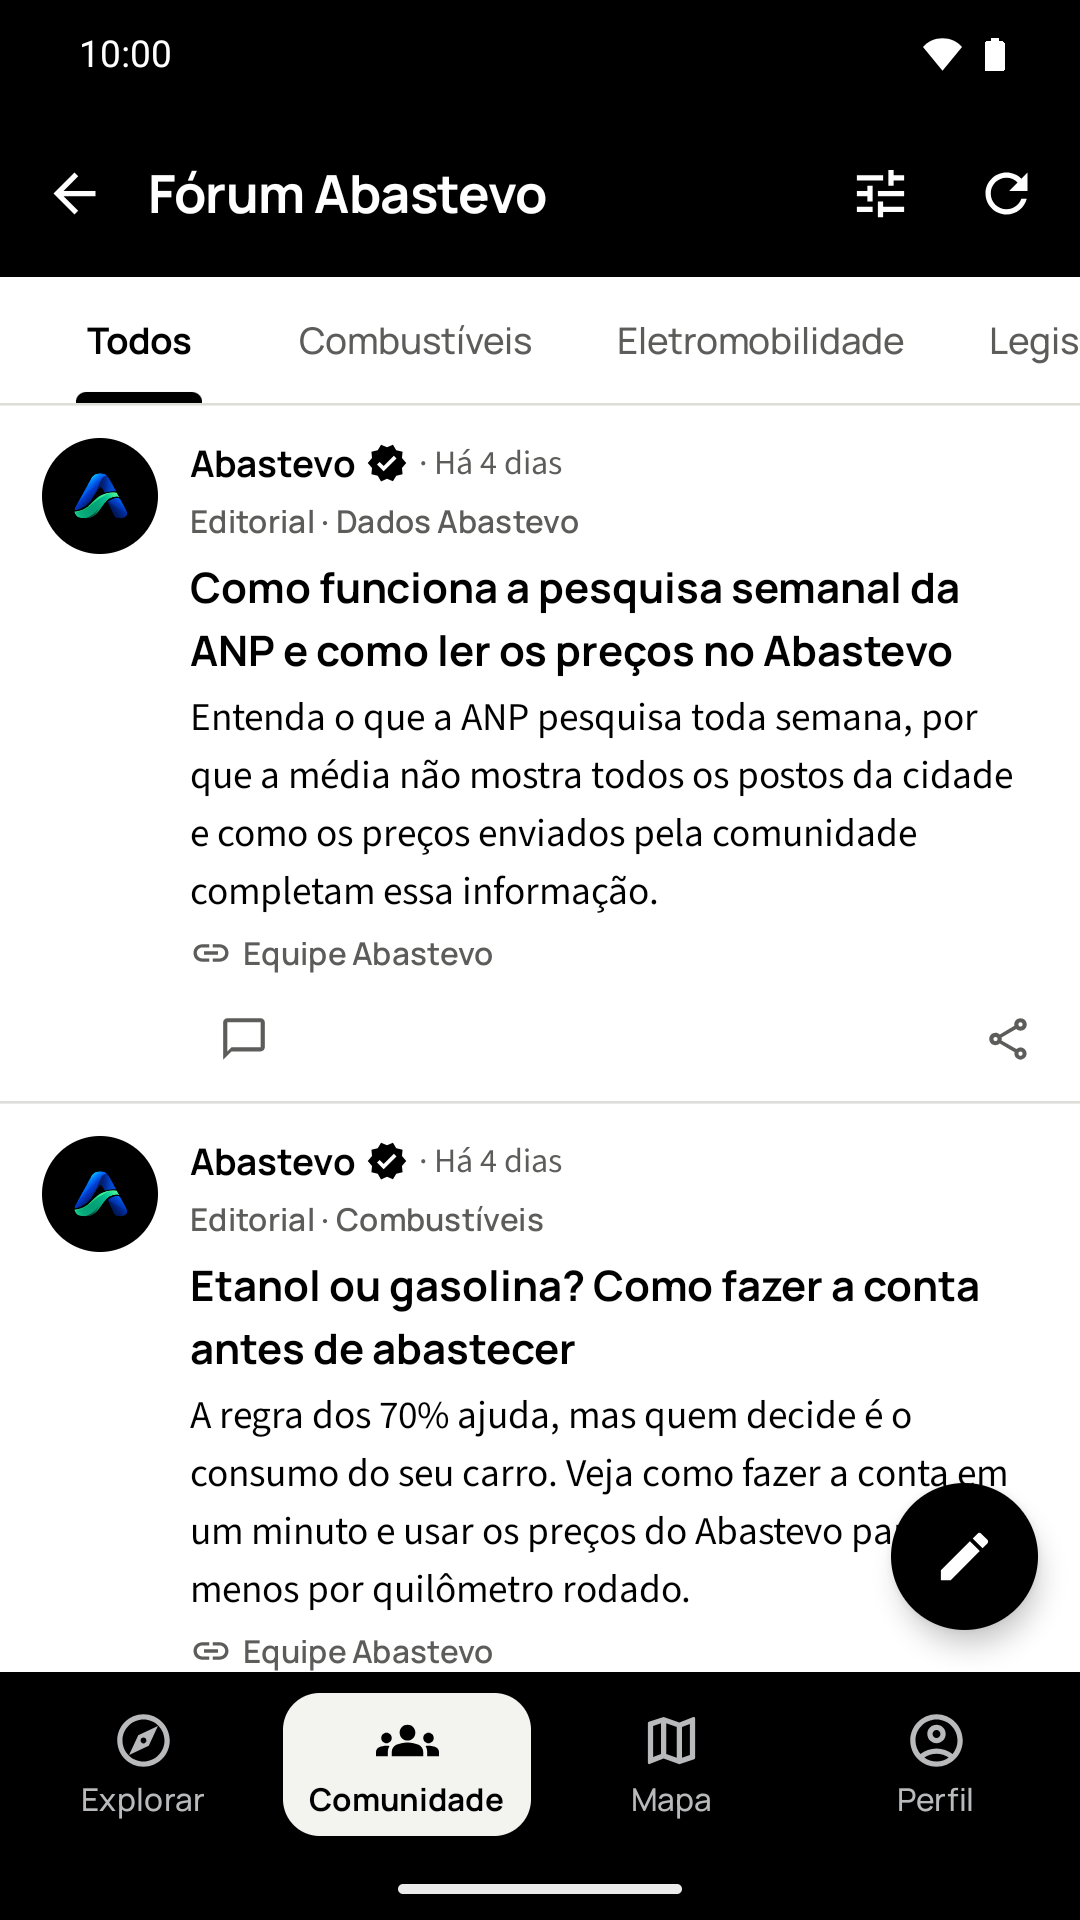 10:00
Fórum Abastevo
Todos Combustíveis Eletromobilidade Legis
Abastevo · Há 4 dias
Editorial · Dados Abastevo
Como funciona a pesquisa semanal da
ANP e como ler os preços no Abastevo
Entenda o que a ANP pesquisa toda semana, por
que a média não mostra todos os postos da cidade
e como os preços enviados pela comunidade
completam essa informação.
Equipe Abastevo
Abastevo · Há 4 dias
Editorial · Combustíveis
Etanol ou gasolina? Como fazer a conta
antes de abastecer
A regra dos 70% ajuda, mas quem decide é o
consumo do seu carro. Veja como fazer a conta em
um minuto e usar os preços do Abastevo pa
menos por quilômetro rodado.
Equipe Abastevo
Explorar Comunidade Mapa Perfil